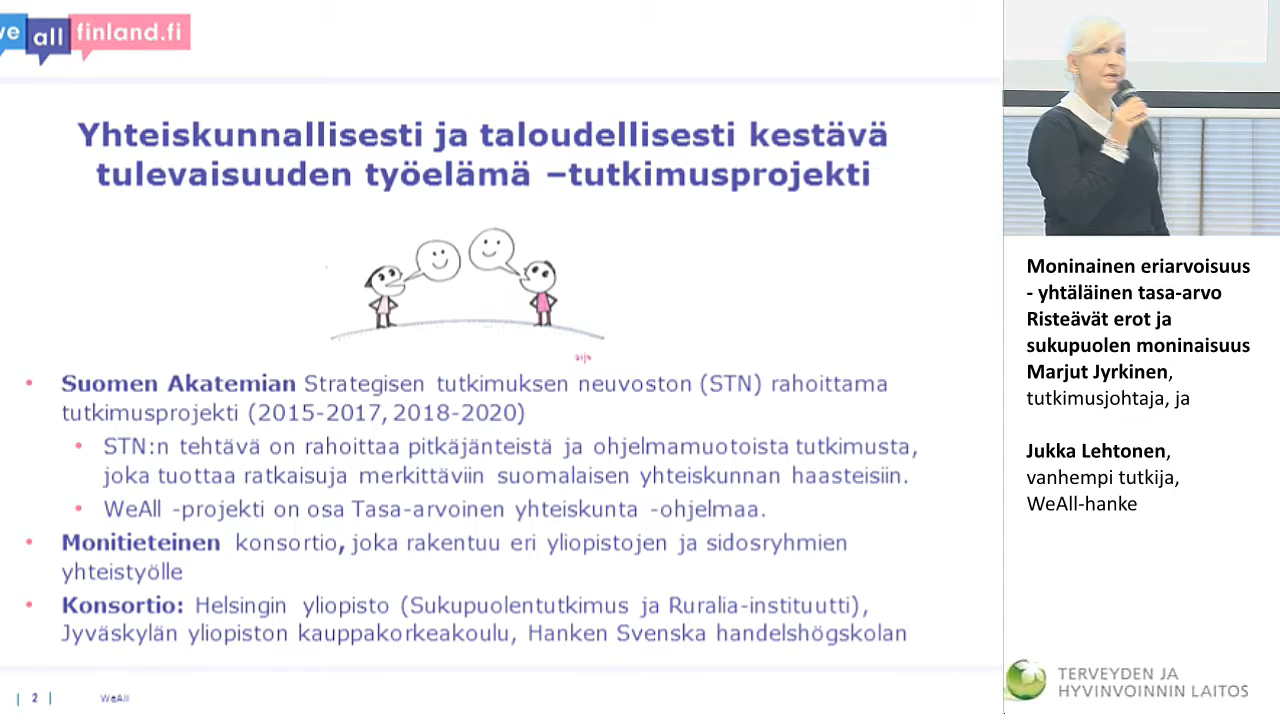 we all finland.fi
Yhteiskunnallisesti ja taloudellisesti kestävä
tulevaisuuden työelämä –tutkimusprojekti
• Suomen Akatemian Strategisen tutkimuksen neuvoston (STN) rahoittama
tutkimusprojekti (2015-2017, 2018-2020)
• STN:n tehtävä on rahoittaa pitkäjänteistä ja ohjelmamuotoista tutkimusta,
joka tuottaa ratkaisuja merkittäviin suomalaisen yhteiskunnan haasteisiin.
• WeAll -projekti on osa Tasa-arvoinen yhteiskunta -ohjelmaa.
• Monitieteinen konsortio, joka rakentuu eri yliopistojen ja sidosryhmien
yhteistyölle
• Konsortio: Helsingin yliopisto (Sukupuolentutkimus ja Ruralia-instituutti),
Jyväskylän yliopiston kauppakorkeakoulu, Hanken Svenska handelshögskolan
| 2 | WeAll
Moninainen eriarvoisuus
- yhtäläinen tasa-arvo
Risteävät erot ja
sukupuolen moninaisuus
Marjut Jyrkinen,
tutkimusjohtaja, ja
Jukka Lehtonen,
vanhempi tutkija,
WeAll-hanke
TERVEYDEN JA
HYVINVOINNIN LAITOS